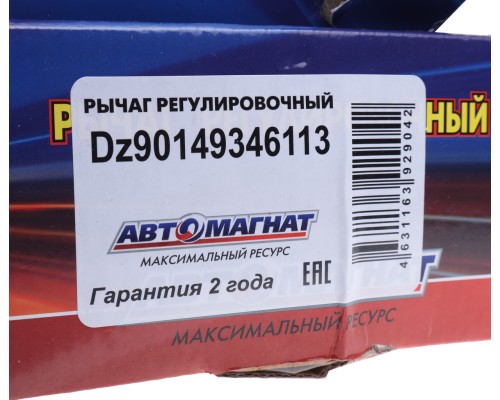 РЫЧАГ РЕГУЛИРОВОЧНЫЙ
Dz90149346113
АВТОМАГНАТ
МАКСИМАЛЬНЫЙ РЕСУРС
Гарантия 2 года
EAC
4631163929042
МАКСИМАЛЬНЫЙ РЕСУРС